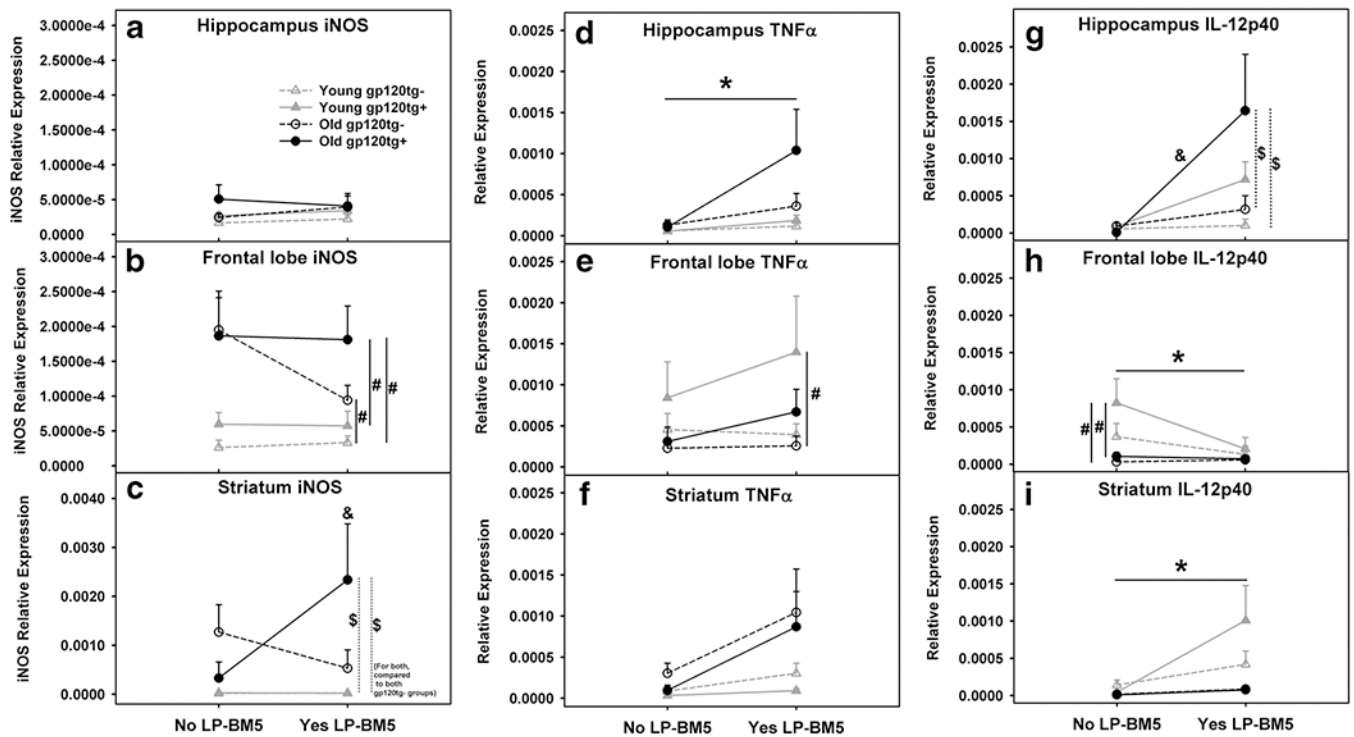 a
Hippocampus iNOS
iNOS Relative Expression
3.0000e-4
2.5000e-4
2.0000e-4
1.5000e-4
1.0000e-4
5.0000e-5
0.0000
Young gp120tg-
Young gp120tg+
Old gp120tg-
Old gp120tg+
b
Frontal lobe iNOS
iNOS Relative Expression
3.0000e-4
2.5000e-4
2.0000e-4
1.5000e-4
1.0000e-4
5.0000e-5
0.0000
#
#
#
c
Striatum iNOS
iNOS Relative Expression
0.0040
0.0030
0.0020
0.0010
0.0000
&
$
$
(For both,
compared
to both
gp120tg- groups)
No LP-BM5
Yes LP-BM5
d
Hippocampus TNFα
Relative Expression
0.0025
0.0020
0.0015
0.0010
0.0005
0.0000
*
e
Frontal lobe TNFα
Relative Expression
0.0025
0.0020
0.0015
0.0010
0.0005
0.0000
#
f
Striatum TNFα
Relative Expression
0.0025
0.0020
0.0015
0.0010
0.0005
0.0000
No LP-BM5
Yes LP-BM5
g
Hippocampus IL-12p40
Relative Expression
0.0025
0.0020
0.0015
0.0010
0.0005
0.0000
&
$
$
h
Frontal lobe IL-12p40
Relative Expression
0.0025
0.0020
0.0015
0.0010
0.0005
0.0000
*
#
#
i
Striatum IL-12p40
Relative Expression
0.0025
0.0020
0.0015
0.0010
0.0005
0.0000
*
No LP-BM5
Yes LP-BM5